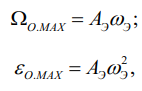 Ω_{О.MAX} = A_Э ω_Э;
ε_{О.MAX} = A_Э ω_Э^2,